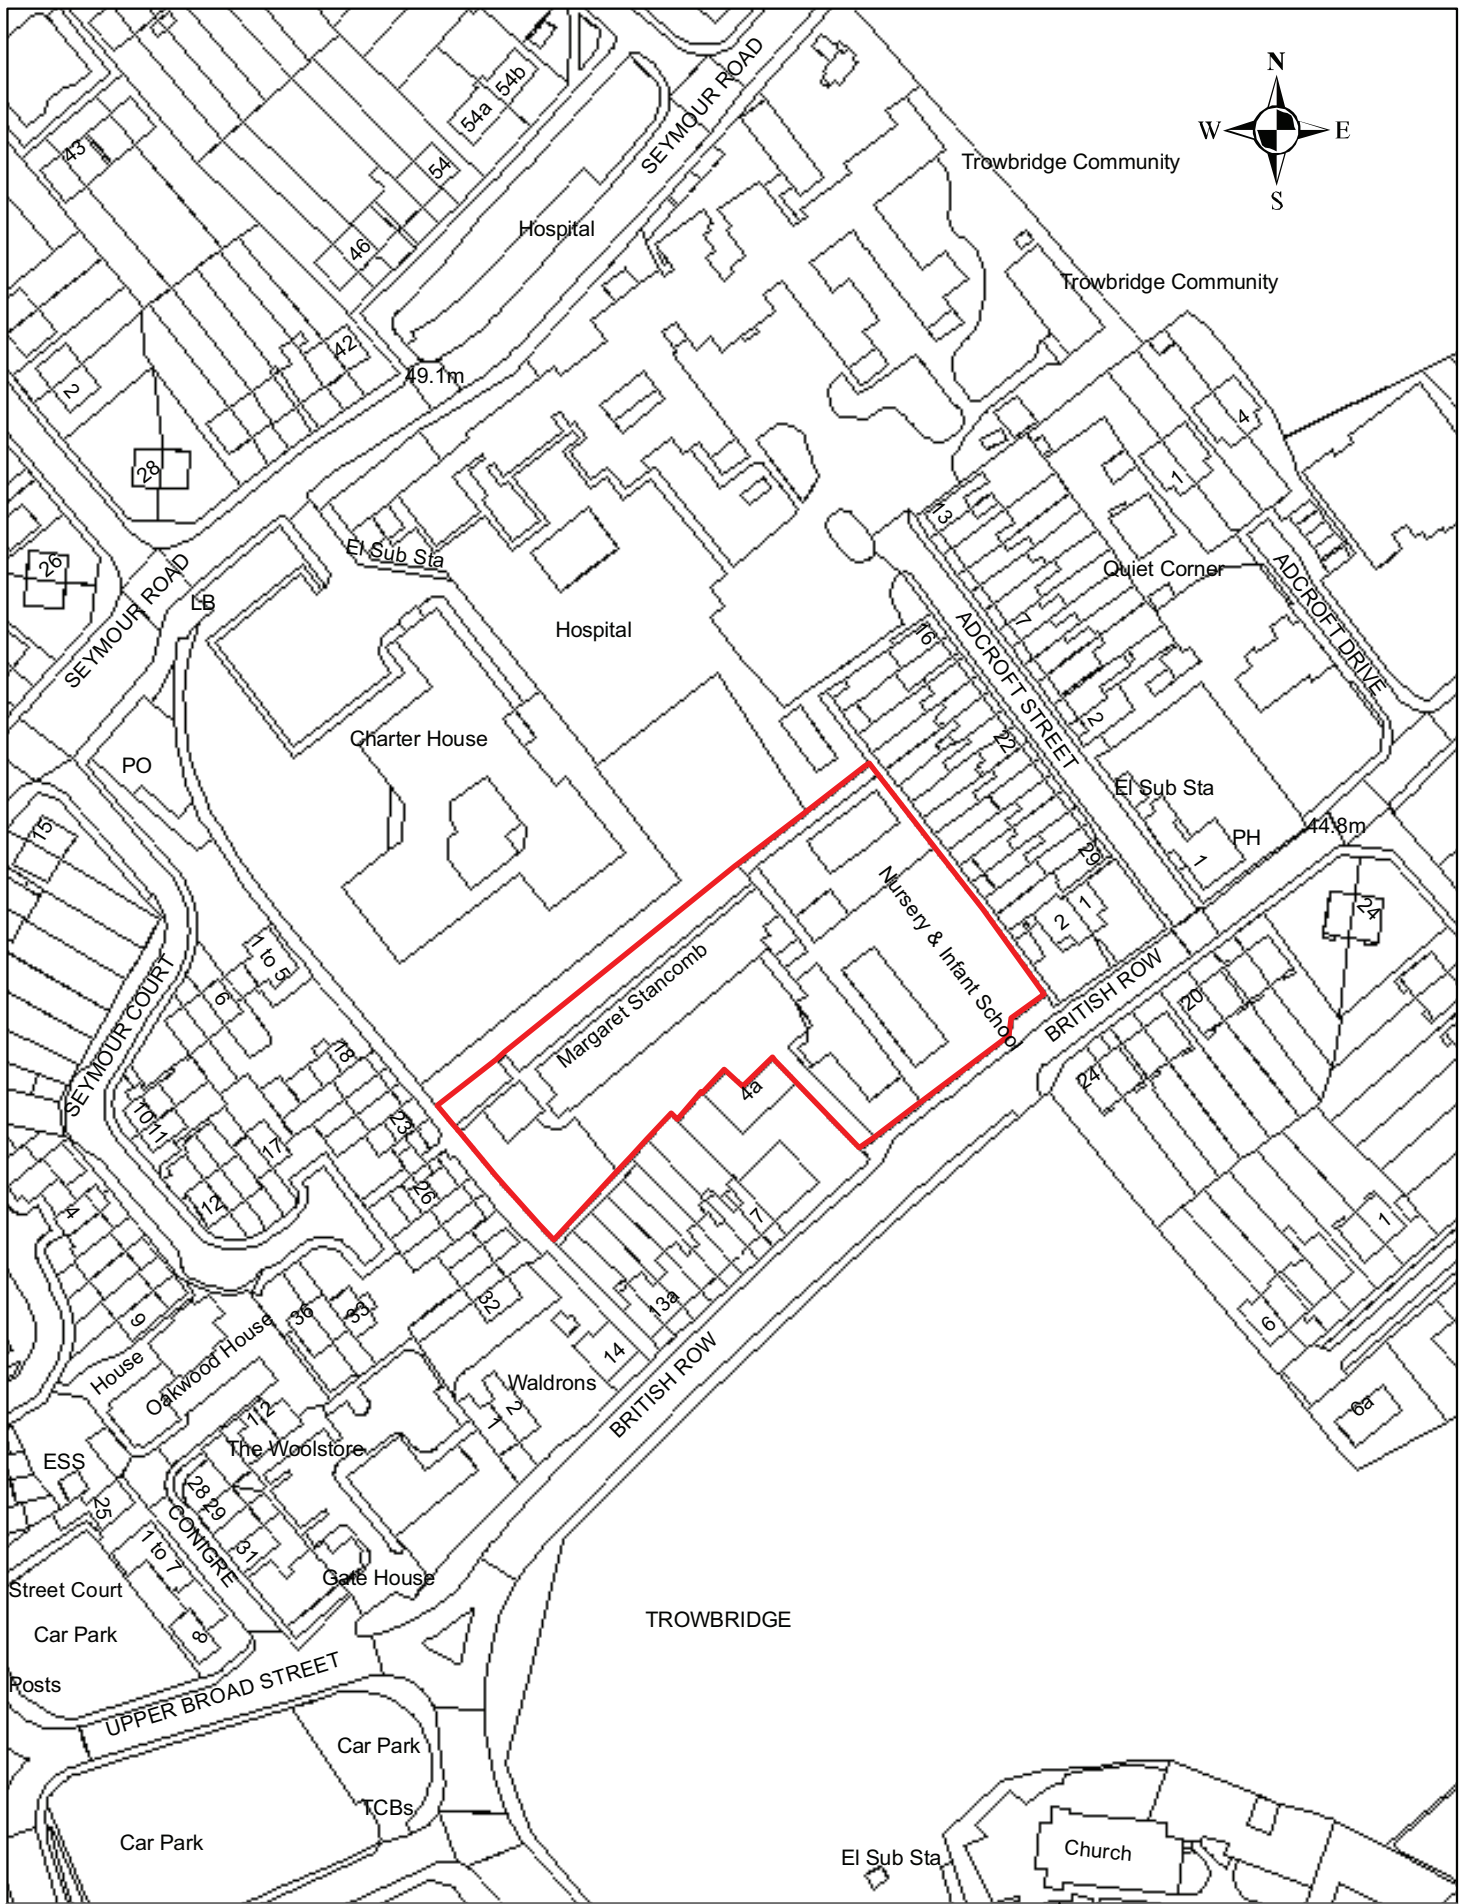 N
W E
S
54b
54a
SEYMOUR ROAD
43
54
Trowbridge Community
Hospital
46
Trowbridge Community
42
2
49.1m
4
28
1
13
El Sub Sta
26
Quiet Corner
ADCROFT DRIVE
SEYMOUR ROAD
LB
Hospital
16
ADCROFT STREET
7
2
22
Charter House
PO
El Sub Sta
44.8m
PH
15
1
29
Nursery & Infant School
24
1
2
Margaret Stancomb
1 to 5
BRITISH ROW
20
6
SEYMOUR COURT
18
24
4a
10
11
23
17
26
12
4
7
1
32
13a
36
33
9
6
House
Oakwood House
14
BRITISH ROW
Waldrons
1
2
1/2
6a
The Woolstore
ESS
28
29
25
CONIGRE
31
1 to 7
Gate House
Street Court
Car Park
8
TROWBRIDGE
Posts
UPPER BROAD STREET
Car Park
TCBs
Car Park
El Sub Sta
Church